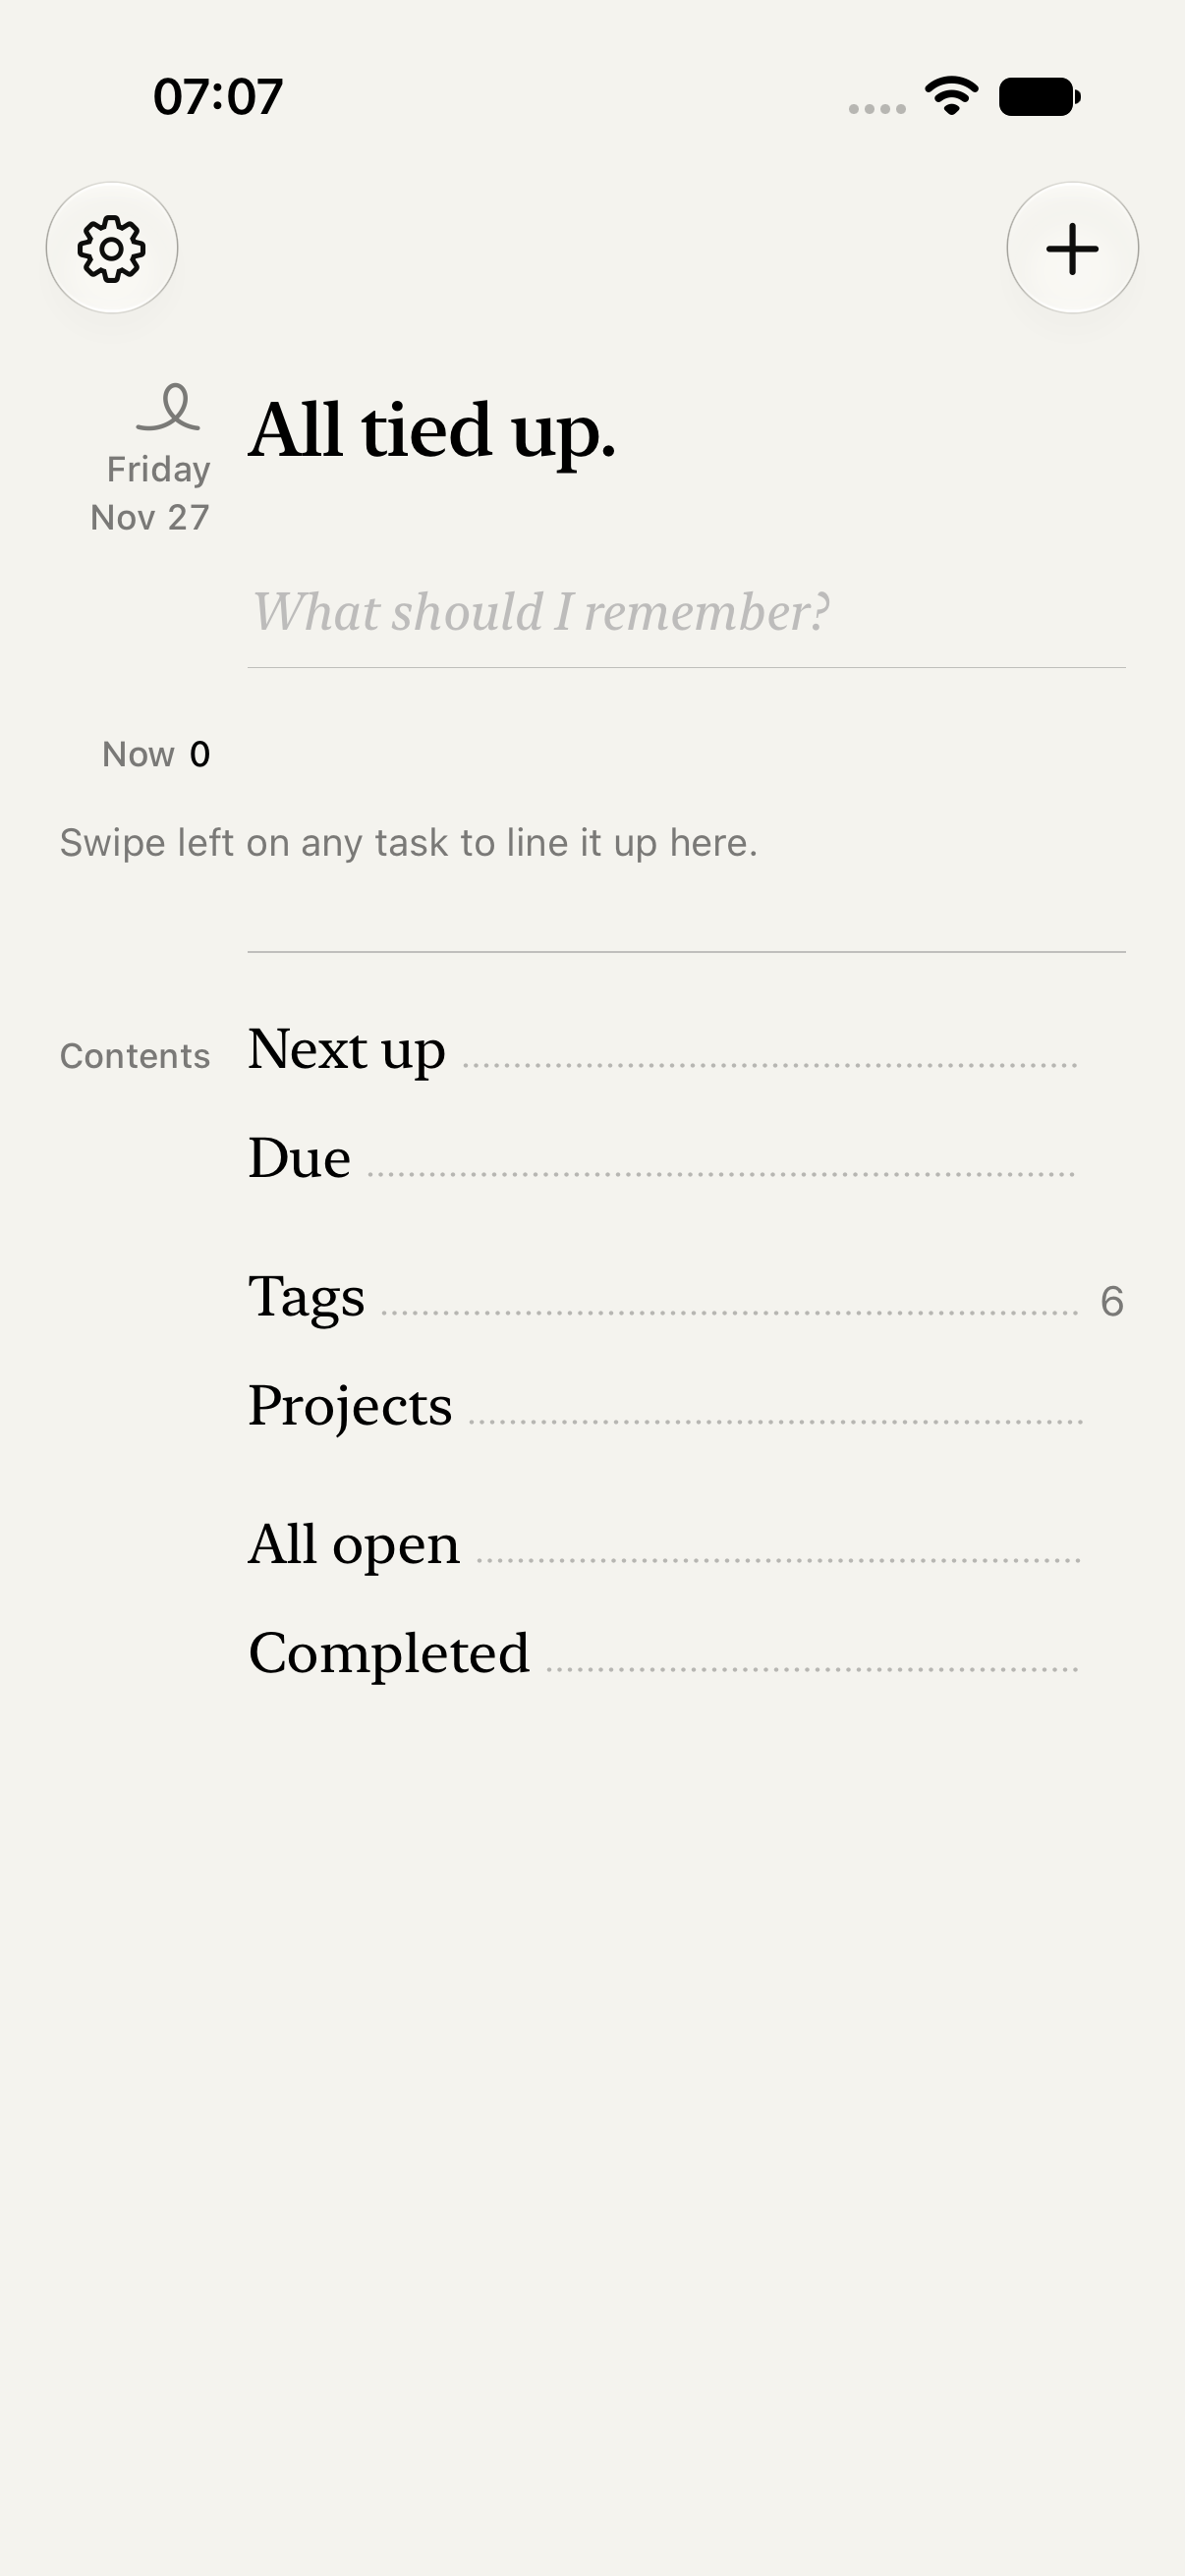 07:07
All tied up.
Friday
Nov 27
What should I remember?
Now 0
Swipe left on any task to line it up here.
Contents
Next up
Due
Tags 6
Projects
All open
Completed